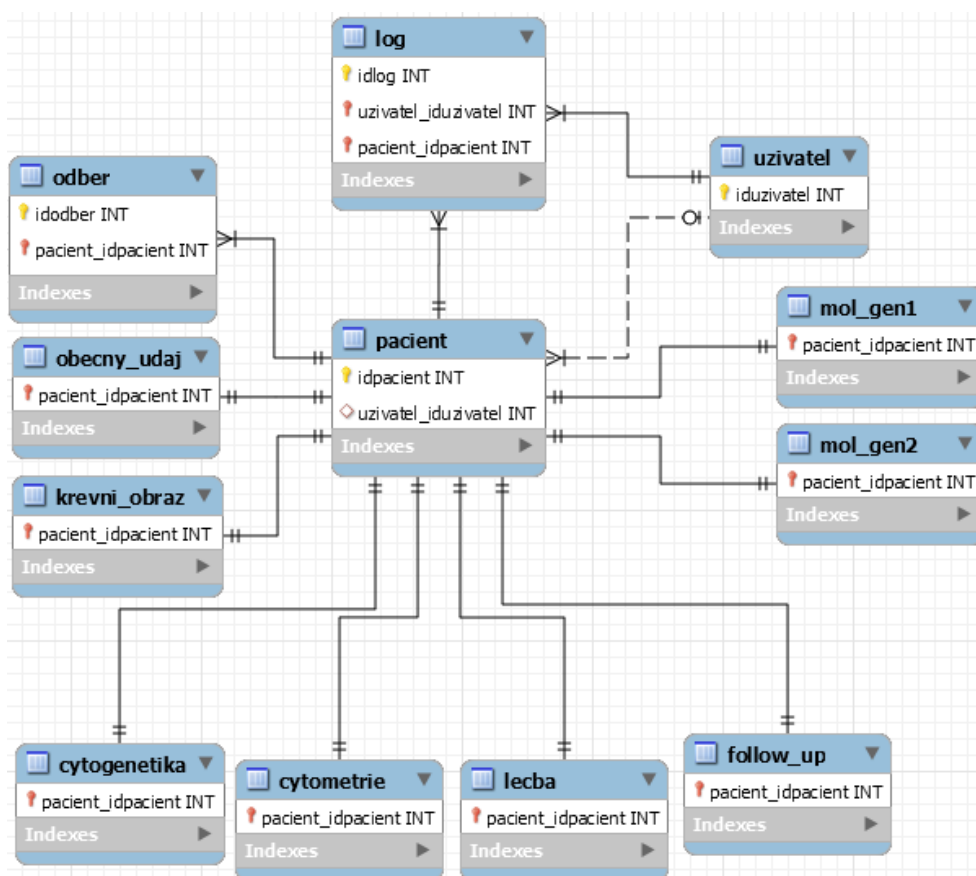 log
idlog INT
uzivatel_iduzivatel INT
pacient_idpacient INT
Indexes
uzivatel
iduzivatel INT
Indexes
odber
idodber INT
pacient_idpacient INT
Indexes
obecny_udaj
pacient_idpacient INT
Indexes
pacient
idpacient INT
uzivatel_iduzivatel INT
Indexes
mol_gen1
pacient_idpacient INT
Indexes
mol_gen2
pacient_idpacient INT
Indexes
krevni_obraz
pacient_idpacient INT
Indexes
cytogenetika
pacient_idpacient INT
Indexes
cytometrie
pacient_idpacient INT
Indexes
lecba
pacient_idpacient INT
Indexes
follow_up
pacient_idpacient INT
Indexes